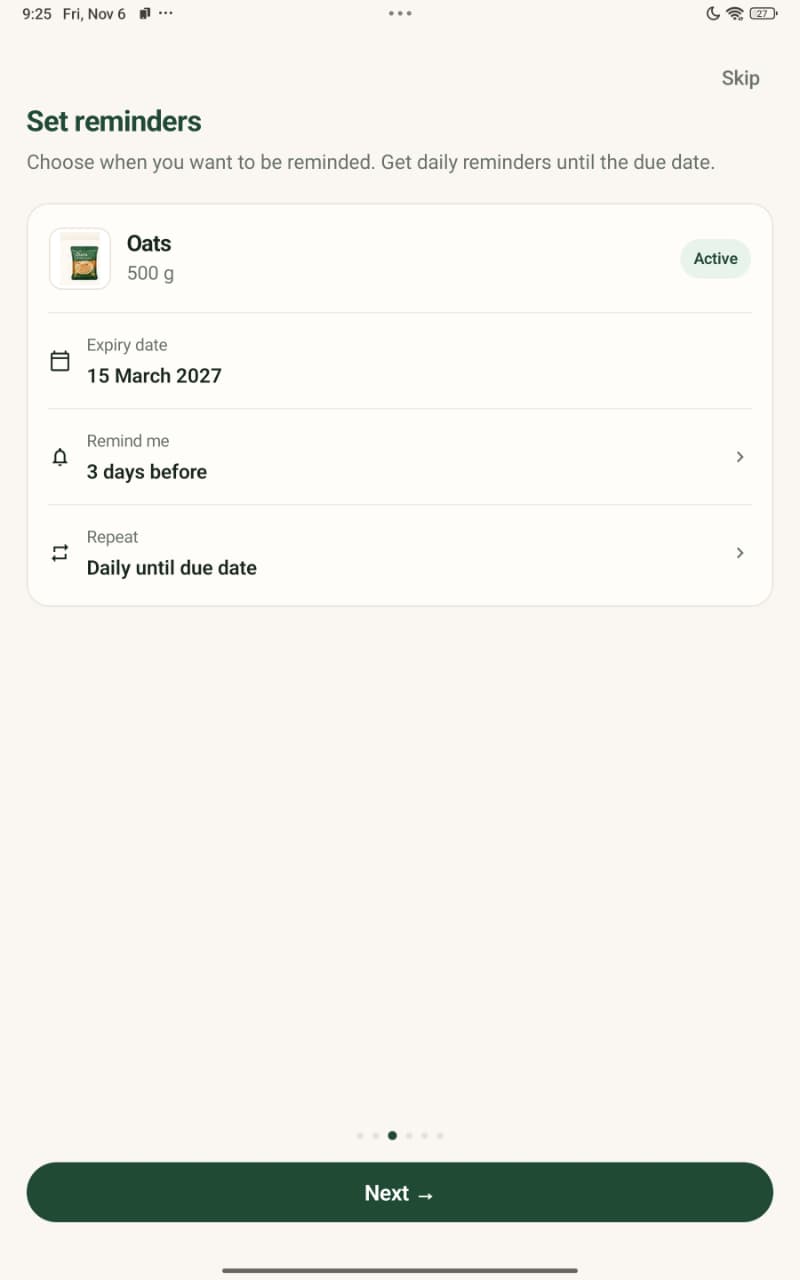 9:25 Fri, Nov 6 ···
27
Skip
Set reminders
Choose when you want to be reminded. Get daily reminders until the due date.
Oats
500 g
Active
Expiry date
15 March 2027
Remind me
3 days before
Repeat
Daily until due date
Next →